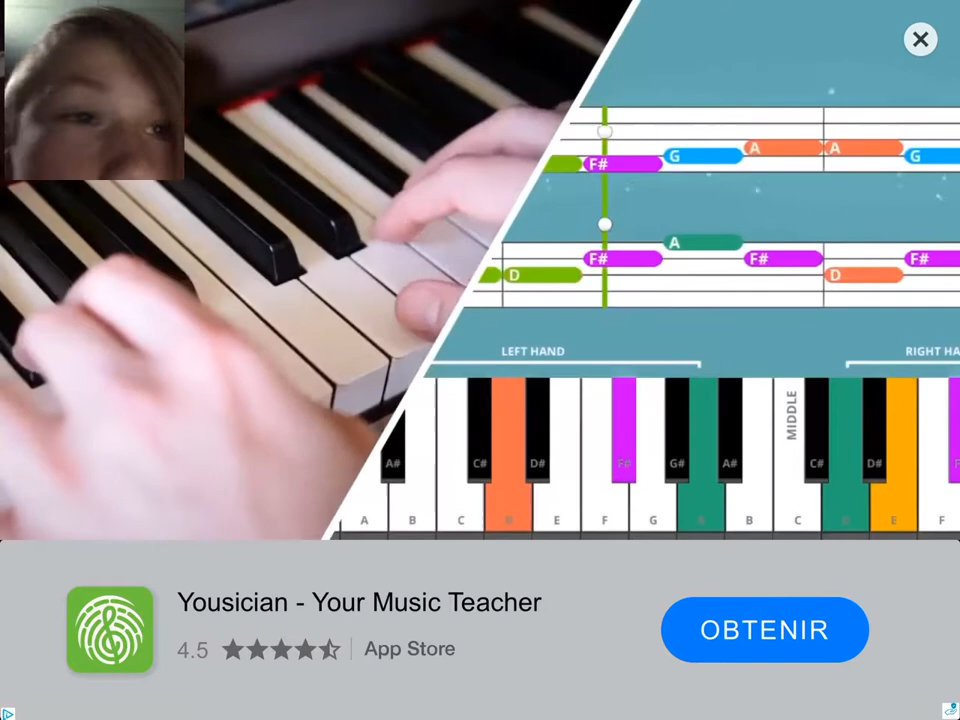 F# G A A G
A
D F# F# D F#
LEFT HAND RIGHT HA
MIDDLE
A# C# D# F# G# A# C# D# F
A B C D E F G A B C D E F
Yousician - Your Music Teacher
4.5 App Store
OBTENIR